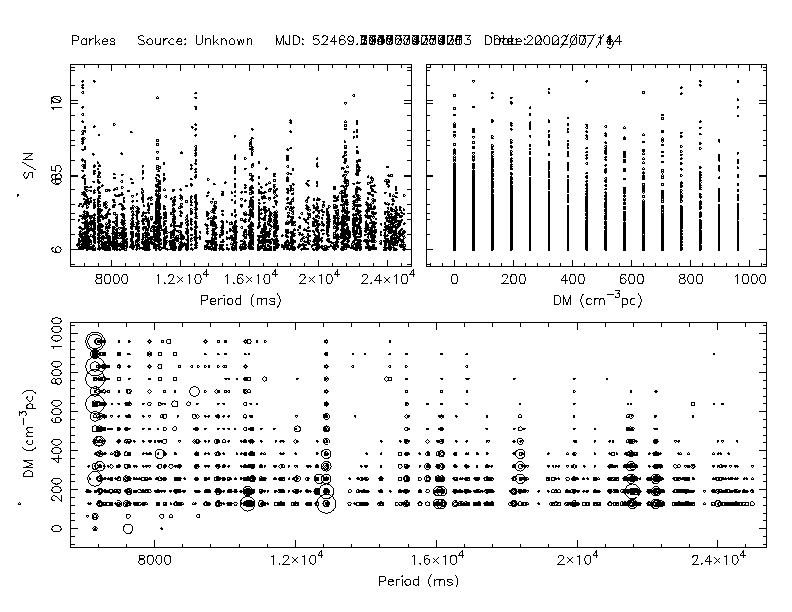 Parkes Source: Unknown MJD: 52469.
S/N
6
8000 1.2×10⁴ 1.6×10⁴ 2×10⁴ 2.4×10⁴
Period (ms)
0 200 400 600 800 1000
DM (cm⁻³pc)
DM (cm⁻³pc)
1000
800
600
400
200
0
8000 1.2×10⁴ 1.6×10⁴ 2×10⁴ 2.4×10⁴
Period (ms)